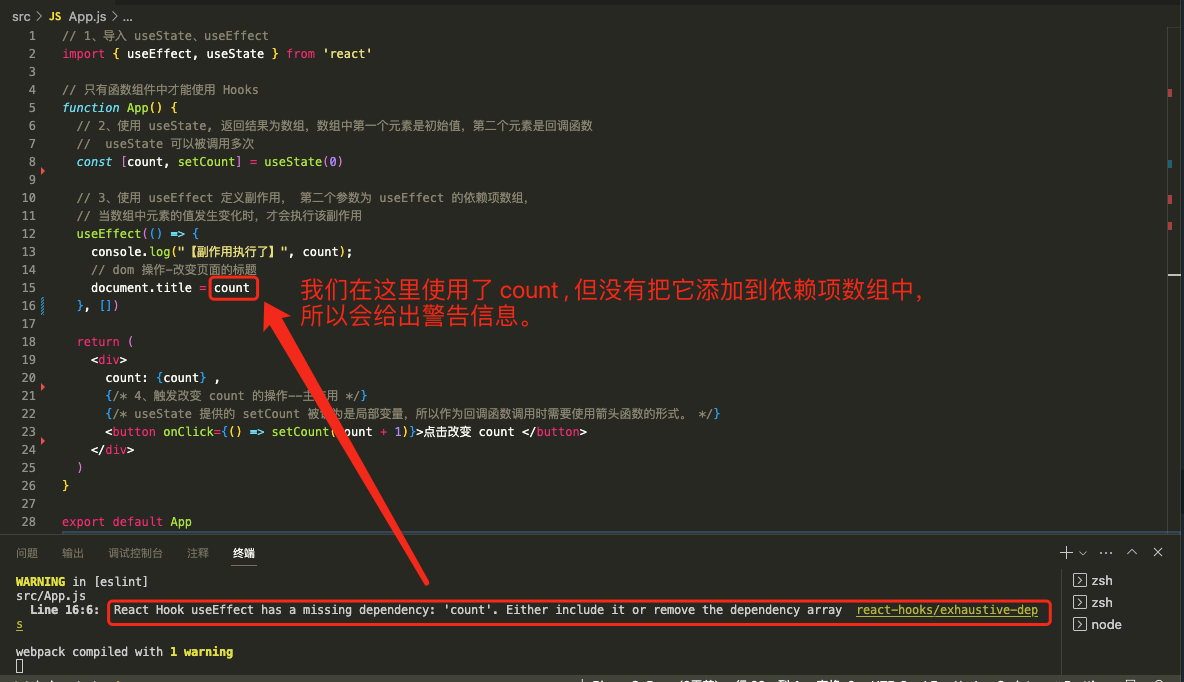 src > JS App.js > ...
1 // 1、导入 useState、useEffect
2 import { useEffect, useState } from 'react'
3
4 // 只有函数组件中才能使用 Hooks
5 function App() {
6 // 2、使用 useState, 返回结果为数组，数组中第一个元素是初始值，第二个元素是回调函数
7 // useState 可以被调用多次
8 const [count, setCount] = useState(0)
9
10 // 3、使用 useEffect 定义副作用， 第二个参数为 useEffect 的依赖项数组，
11 // 当数组中元素的值发生变化时，才会执行该副作用
12 useEffect(() => {
13 console.log("【副作用执行了】", count);
14 // dom 操作-改变页面的标题
15 document.title = count
我们在这里使用了 count , 但没有把它添加到依赖项数组中，
所以会给出警告信息。
16 }, [])
17
18 return (
19 <div>
20 count: {count} ,
21 {/* 4、触发改变 count 的操作--主 用 */}
22 {/* useState 提供的 setCount 被 为是局部变量，所以作为回调函数调用时需要使用箭头函数的形式。 */}
23 <button onClick={() => setCount( ount + 1)}>点击改变 count </button>
24 </div>
25 )
26 }
27
28 export default App
问题 输出 调试控制台 注释 终端
WARNING in [eslint]
src/App.js
Line 16:6: React Hook useEffect has a missing dependency: 'count'. Either include it or remove the dependency array react-hooks/exhaustive-dep
s
webpack compiled with 1 warning
zsh
zsh
node